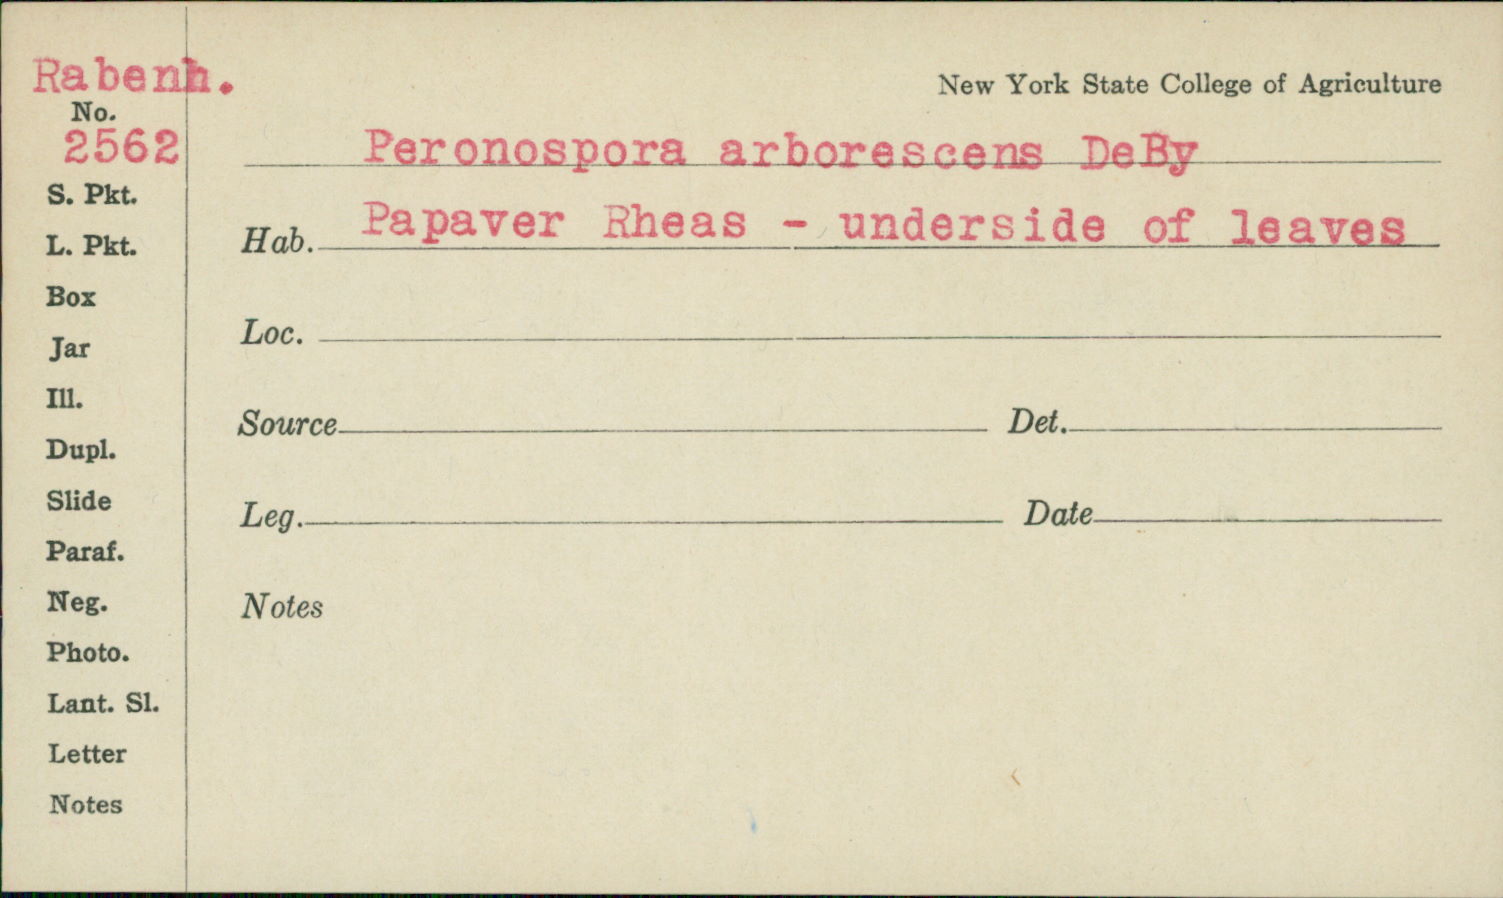 Rabenh.
New York State College of Agriculture
No.
2562
Peronospora arborescens DeBy
Hab. Papaver Rheas - underside of leaves
Loc.
Source Det.
Leg. Date
Notes
S. Pkt.
L. Pkt.
Box
Jar
Ill.
Dupl.
Slide
Paraf.
Neg.
Photo.
Lant. Sl.
Letter
Notes